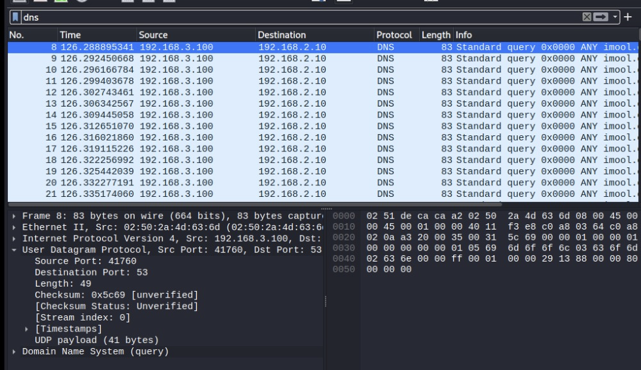 dns
No. Time Source Destination Protocol Length Info
8 126.288895341 192.168.3.100 192.168.2.10 DNS 83 Standard query 0x0000 ANY imool.
9 126.292450668 192.168.3.100 192.168.2.10 DNS 83 Standard query 0x0000 ANY imool.
10 126.296166784 192.168.3.100 192.168.2.10 DNS 83 Standard query 0x0000 ANY imool.
11 126.299403678 192.168.3.100 192.168.2.10 DNS 83 Standard query 0x0000 ANY imool.
12 126.302743461 192.168.3.100 192.168.2.10 DNS 83 Standard query 0x0000 ANY imool.
13 126.306342567 192.168.3.100 192.168.2.10 DNS 83 Standard query 0x0000 ANY imool.
14 126.309445058 192.168.3.100 192.168.2.10 DNS 83 Standard query 0x0000 ANY imool.
15 126.312651070 192.168.3.100 192.168.2.10 DNS 83 Standard query 0x0000 ANY imool.
16 126.316021860 192.168.3.100 192.168.2.10 DNS 83 Standard query 0x0000 ANY imool.
17 126.319115226 192.168.3.100 192.168.2.10 DNS 83 Standard query 0x0000 ANY imool.
18 126.322256992 192.168.3.100 192.168.2.10 DNS 83 Standard query 0x0000 ANY imool.
19 126.325442039 192.168.3.100 192.168.2.10 DNS 83 Standard query 0x0000 ANY imool.
20 126.332277191 192.168.3.100 192.168.2.10 DNS 83 Standard query 0x0000 ANY imool.
21 126.335174060 192.168.3.100 192.168.2.10 DNS 83 Standard query 0x0000 ANY imool.
Frame 8: 83 bytes on wire (664 bits), 83 bytes captur
Ethernet II, Src: 02:50:2a:4d:63:6d (02:50:2a:4d:63:6
Internet Protocol Version 4, Src: 192.168.3.100, Dst:
User Datagram Protocol, Src Port: 41760, Dst Port: 53
Source Port: 41760
Destination Port: 53
Length: 49
Checksum: 0x5c69 [unverified]
[Checksum Status: Unverified]
[Stream index: 0]
[Timestamps]
UDP payload (41 bytes)
Domain Name System (query)
0000 02 51 de ca ca a2 02 50 2a 4d 63 6d 08 00 45 00
0010 00 45 00 01 00 00 40 11 f3 e8 c0 a8 03 64 c0 a8
0020 02 0a a3 20 00 35 00 31 5c 69 00 00 01 00 00 01
0030 00 00 00 00 00 01 05 69 6d 6f 6f 6c 03 63 6f 6d
0040 02 63 6e 00 00 ff 00 01 00 00 29 13 88 00 00 80
0050 00 00 00